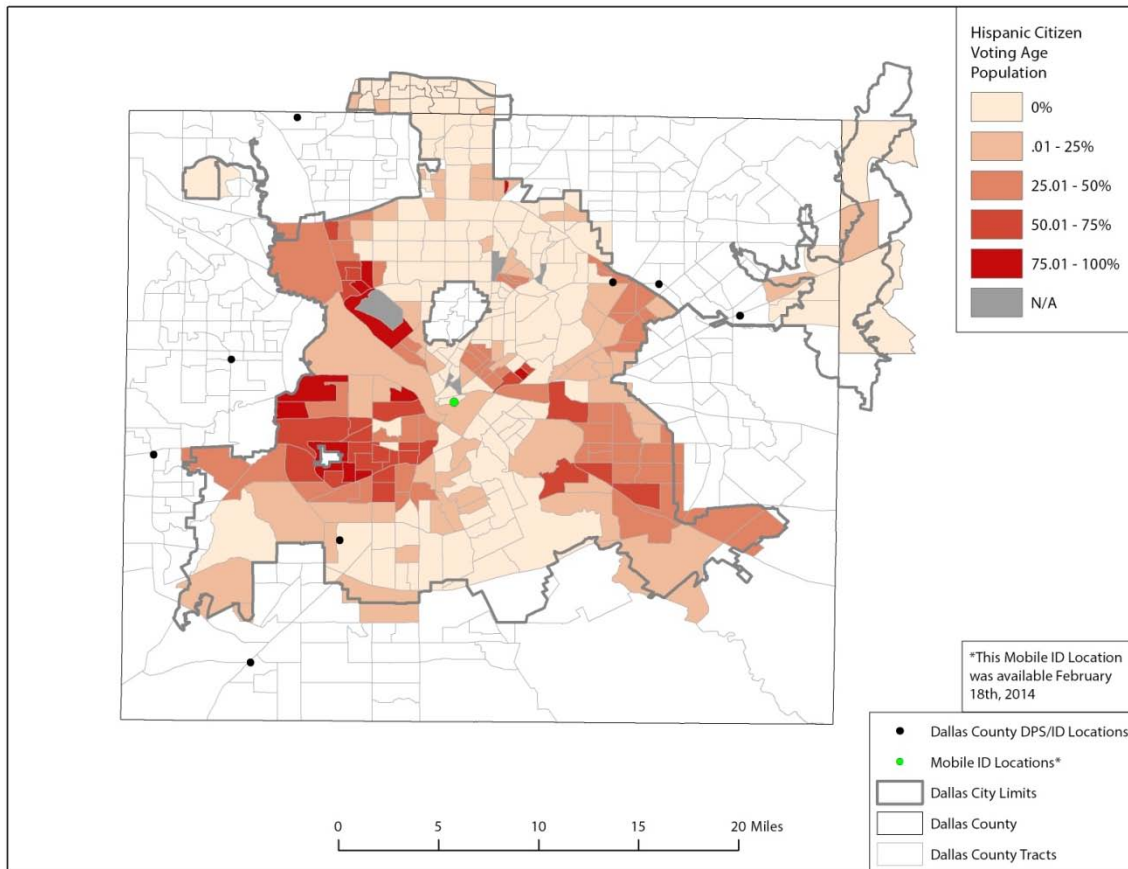 Hispanic Citizen
Voting Age
Population
0%
.01 - 25%
25.01 - 50%
50.01 - 75%
75.01 - 100%
N/A
*This Mobile ID Location
was available February
18th, 2014
Dallas County DPS/ID Locations
Mobile ID Locations*
Dallas City Limits
Dallas County
Dallas County Tracts
0 5 10 15 20 Miles